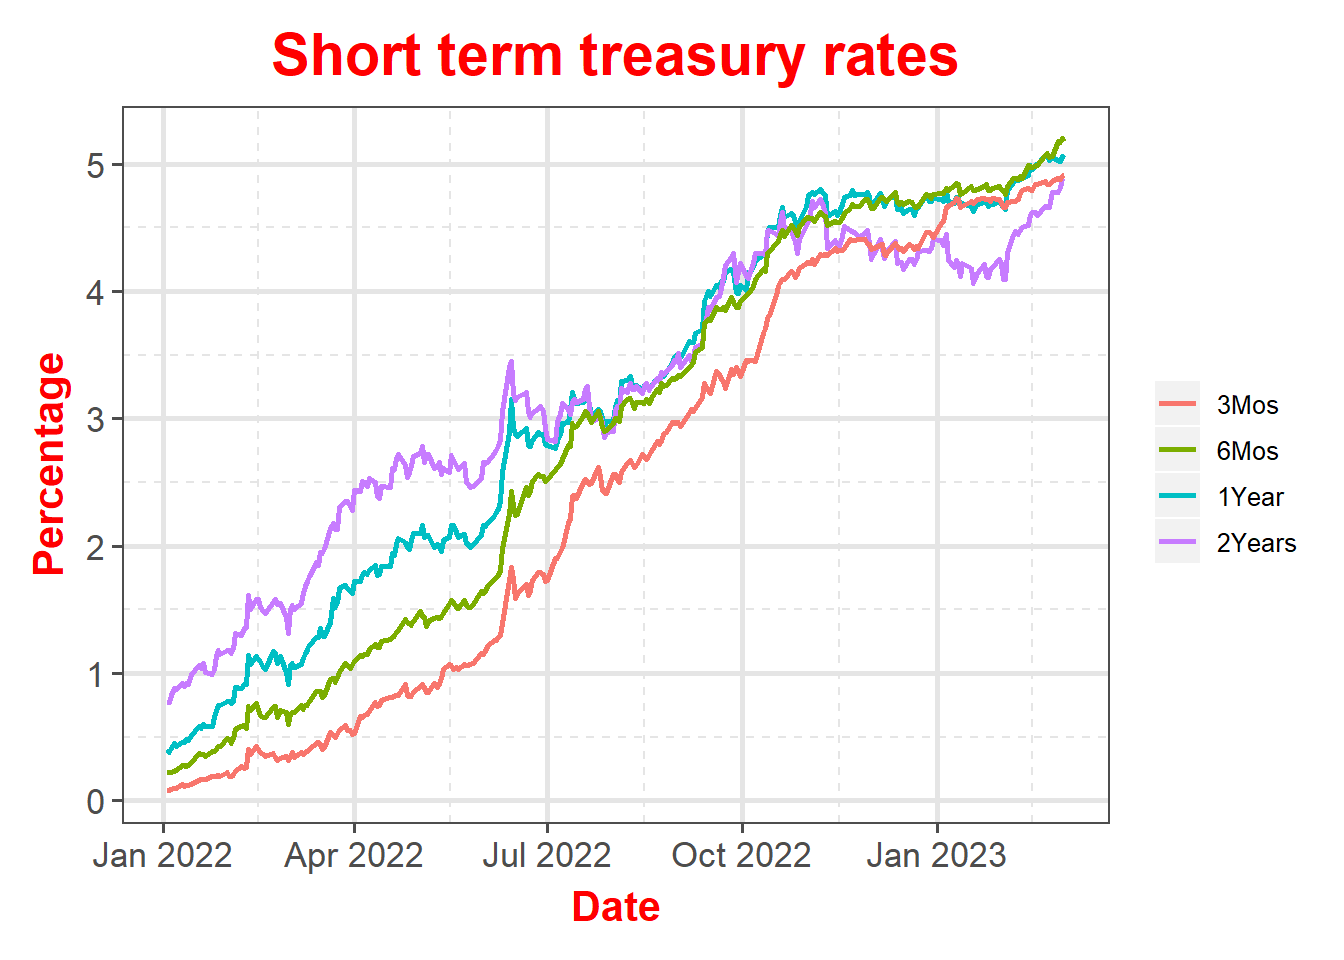 Short term treasury rates
Percentage
5
4
3
2
1
0
Jan 2022 Apr 2022 Jul 2022 Oct 2022 Jan 2023
Date
3Mos
6Mos
1Year
2Years